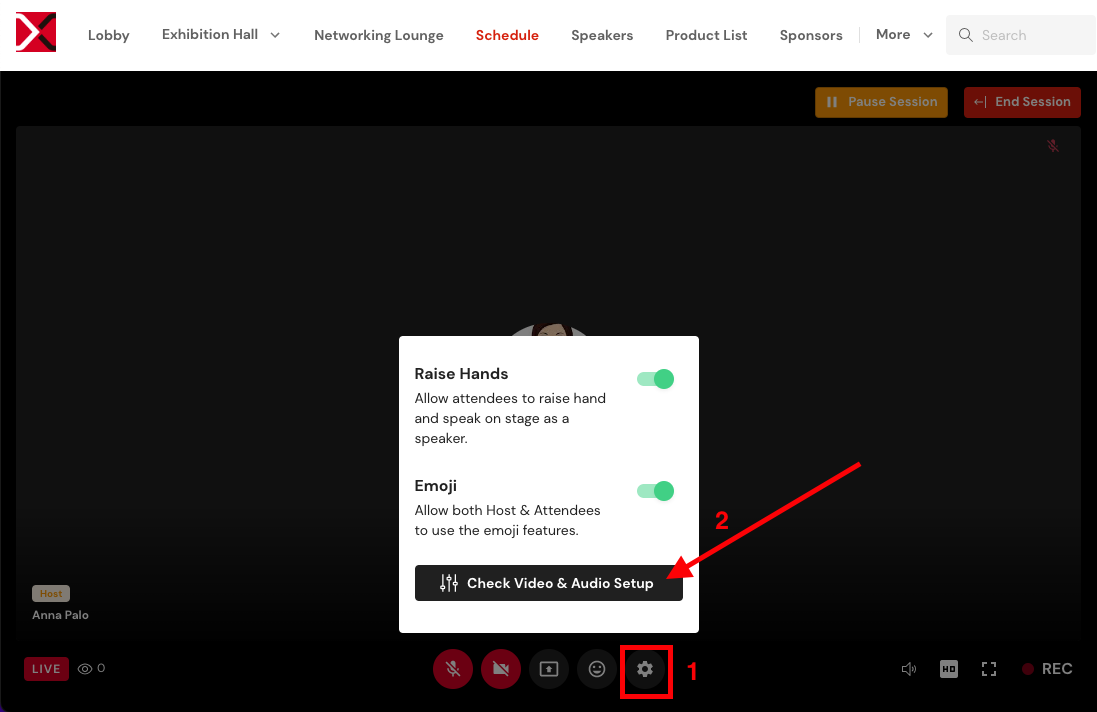 Lobby Exhibition Hall Networking Lounge Schedule Speakers Product List Sponsors More Search
Pause Session End Session
Raise Hands
Allow attendees to raise hand
and speak on stage as a
speaker.
Emoji
Allow both Host & Attendees
to use the emoji features.
2
Check Video & Audio Setup
Host
Anna Palo
LIVE 0 1 HD REC